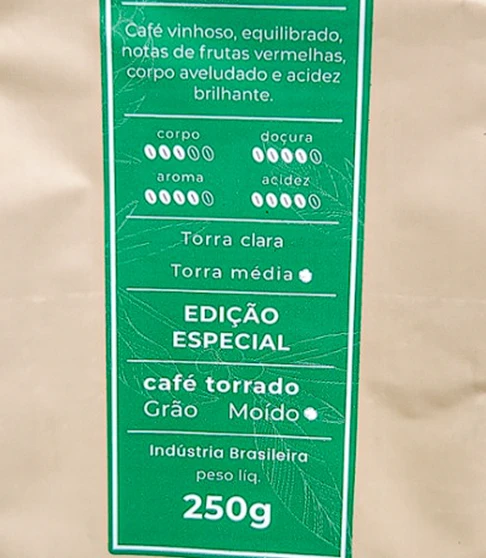 Café vinhoso, equilibrado,
notas de frutas vermelhas,
corpo aveludado e acidez
brilhante.
corpo doçura
aroma acidez
Torra clara
Torra média
EDIÇÃO
ESPECIAL
café torrado
Grão Moído
Indústria Brasileira
peso líq.
250g